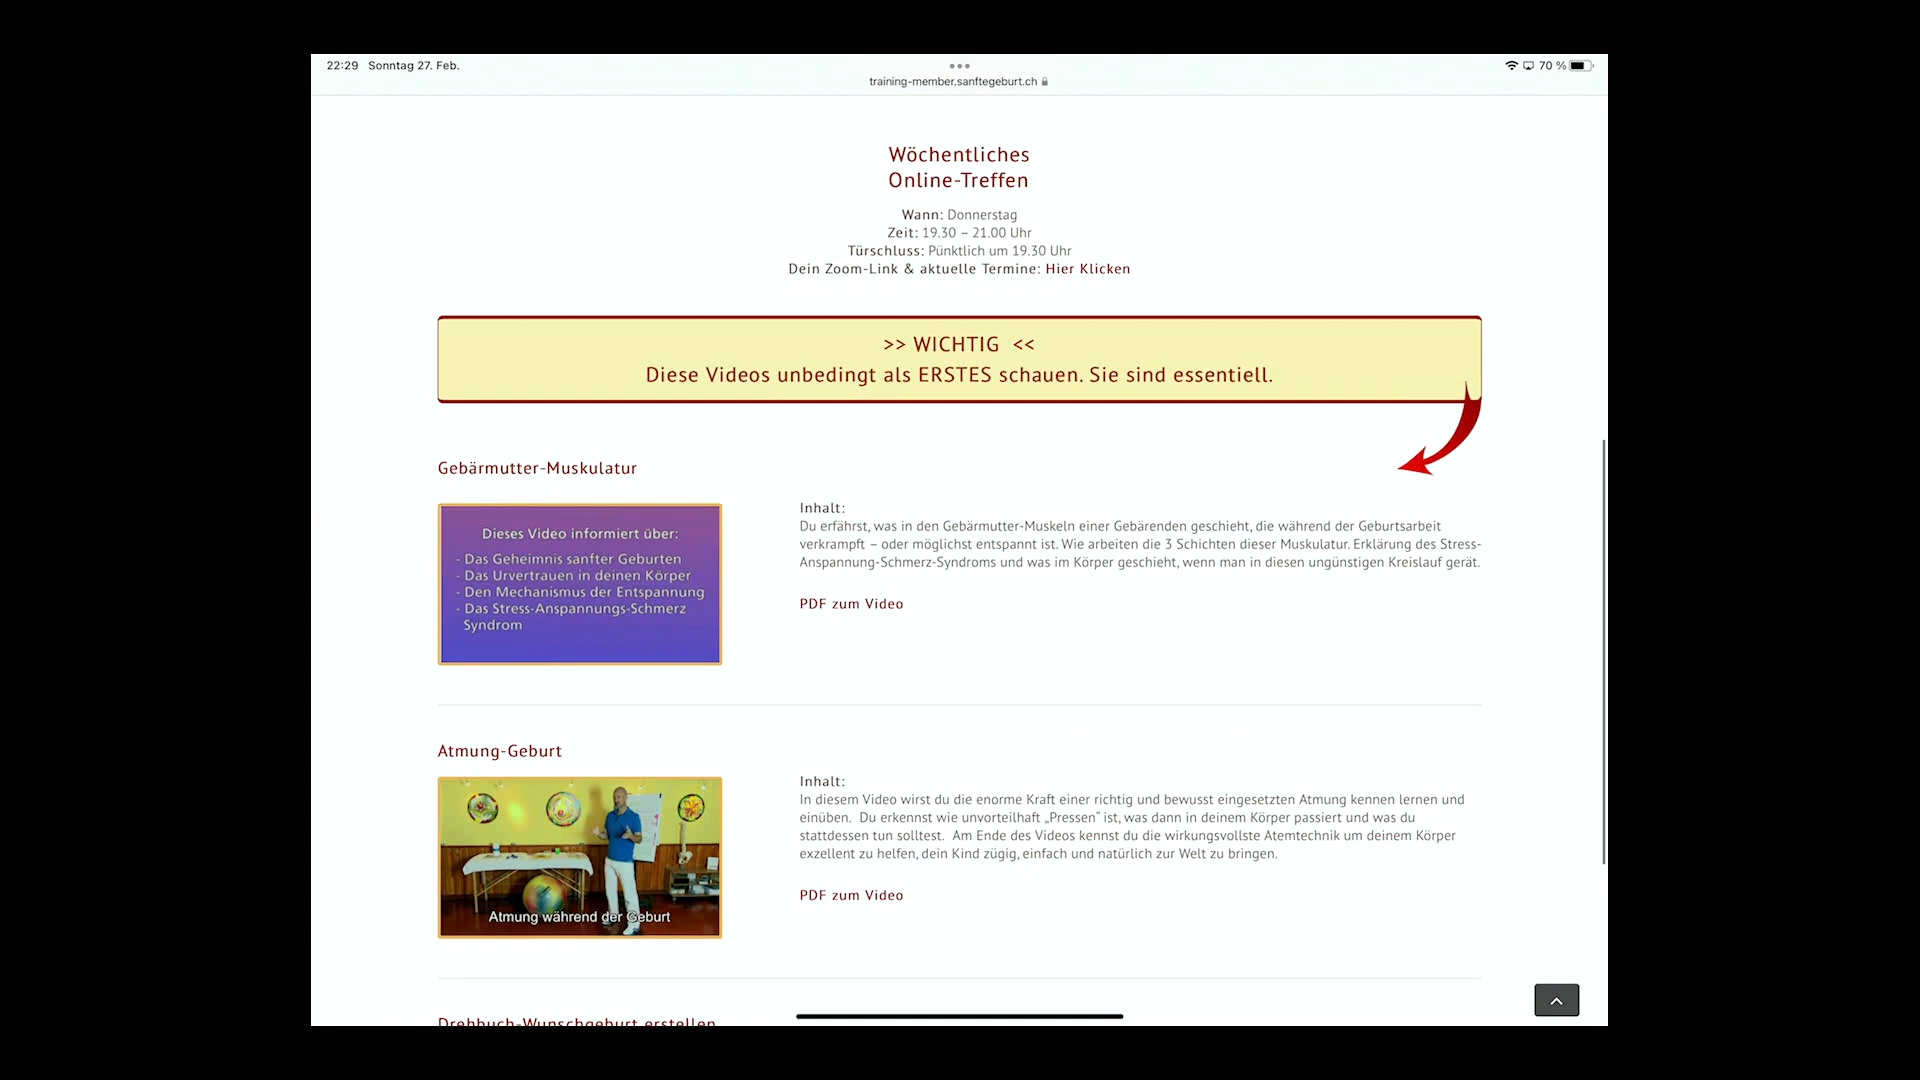 22:29 Sonntag 27. Feb.
70 %
training-member.sanftegeburt.ch
Wöchentliches
Online-Treffen
Wann: Donnerstag
Zeit: 19.30 – 21.00 Uhr
Türschluss: Pünktlich um 19.30 Uhr
Dein Zoom-Link & aktuelle Termine: Hier Klicken
>> WICHTIG <<
Diese Videos unbedingt als ERSTES schauen. Sie sind essentiell.
Gebärmutter-Muskulatur
Dieses Video informiert über:
- Das Geheimnis sanfter Geburten
- Das Urvertrauen in deinen Körper
- Den Mechanismus der Entspannung
- Das Stress-Anspannungs-Schmerz
Syndrom
Inhalt:
Du erfährst, was in den Gebärmutter-Muskeln einer Gebärenden geschieht, die während der Geburtsarbeit
verkrampft – oder möglichst entspannt ist. Wie arbeiten die 3 Schichten dieser Muskulatur. Erklärung des Stress-
Anspannung-Schmerz-Syndroms und was im Körper geschieht, wenn man in diesen ungünstigen Kreislauf gerät.
PDF zum Video
Atmung-Geburt
Atmung während der Geburt
Inhalt:
In diesem Video wirst du die enorme Kraft einer richtig und bewusst eingesetzten Atmung kennen lernen und
einüben. Du erkennst wie unvorteilhaft „Pressen“ ist, was dann in deinem Körper passiert und was du
stattdessen tun solltest. Am Ende des Videos kennst du die wirkungsvollste Atemtechnik um deinem Körper
exzellent zu helfen, dein Kind zügig, einfach und natürlich zur Welt zu bringen.
PDF zum Video
Drehbuch-Wunschgeburt erstellen